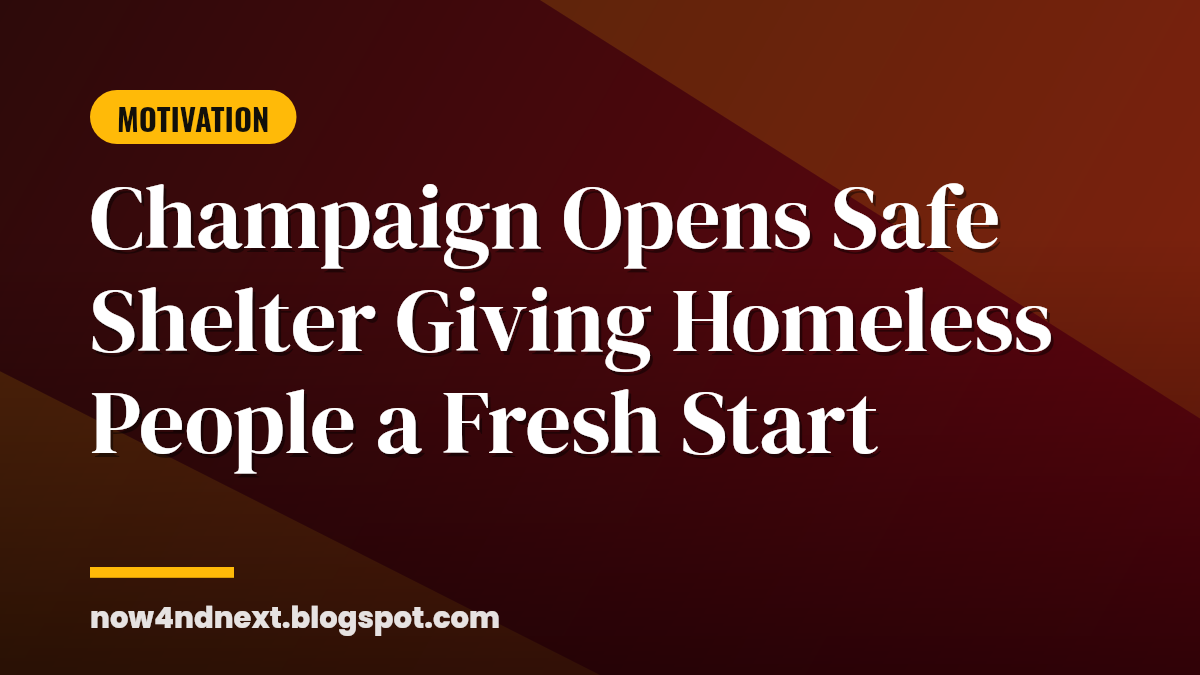 MOTIVATION
Champaign Opens Safe
Shelter Giving Homeless
People a Fresh Start
now4ndnext.blogspot.com